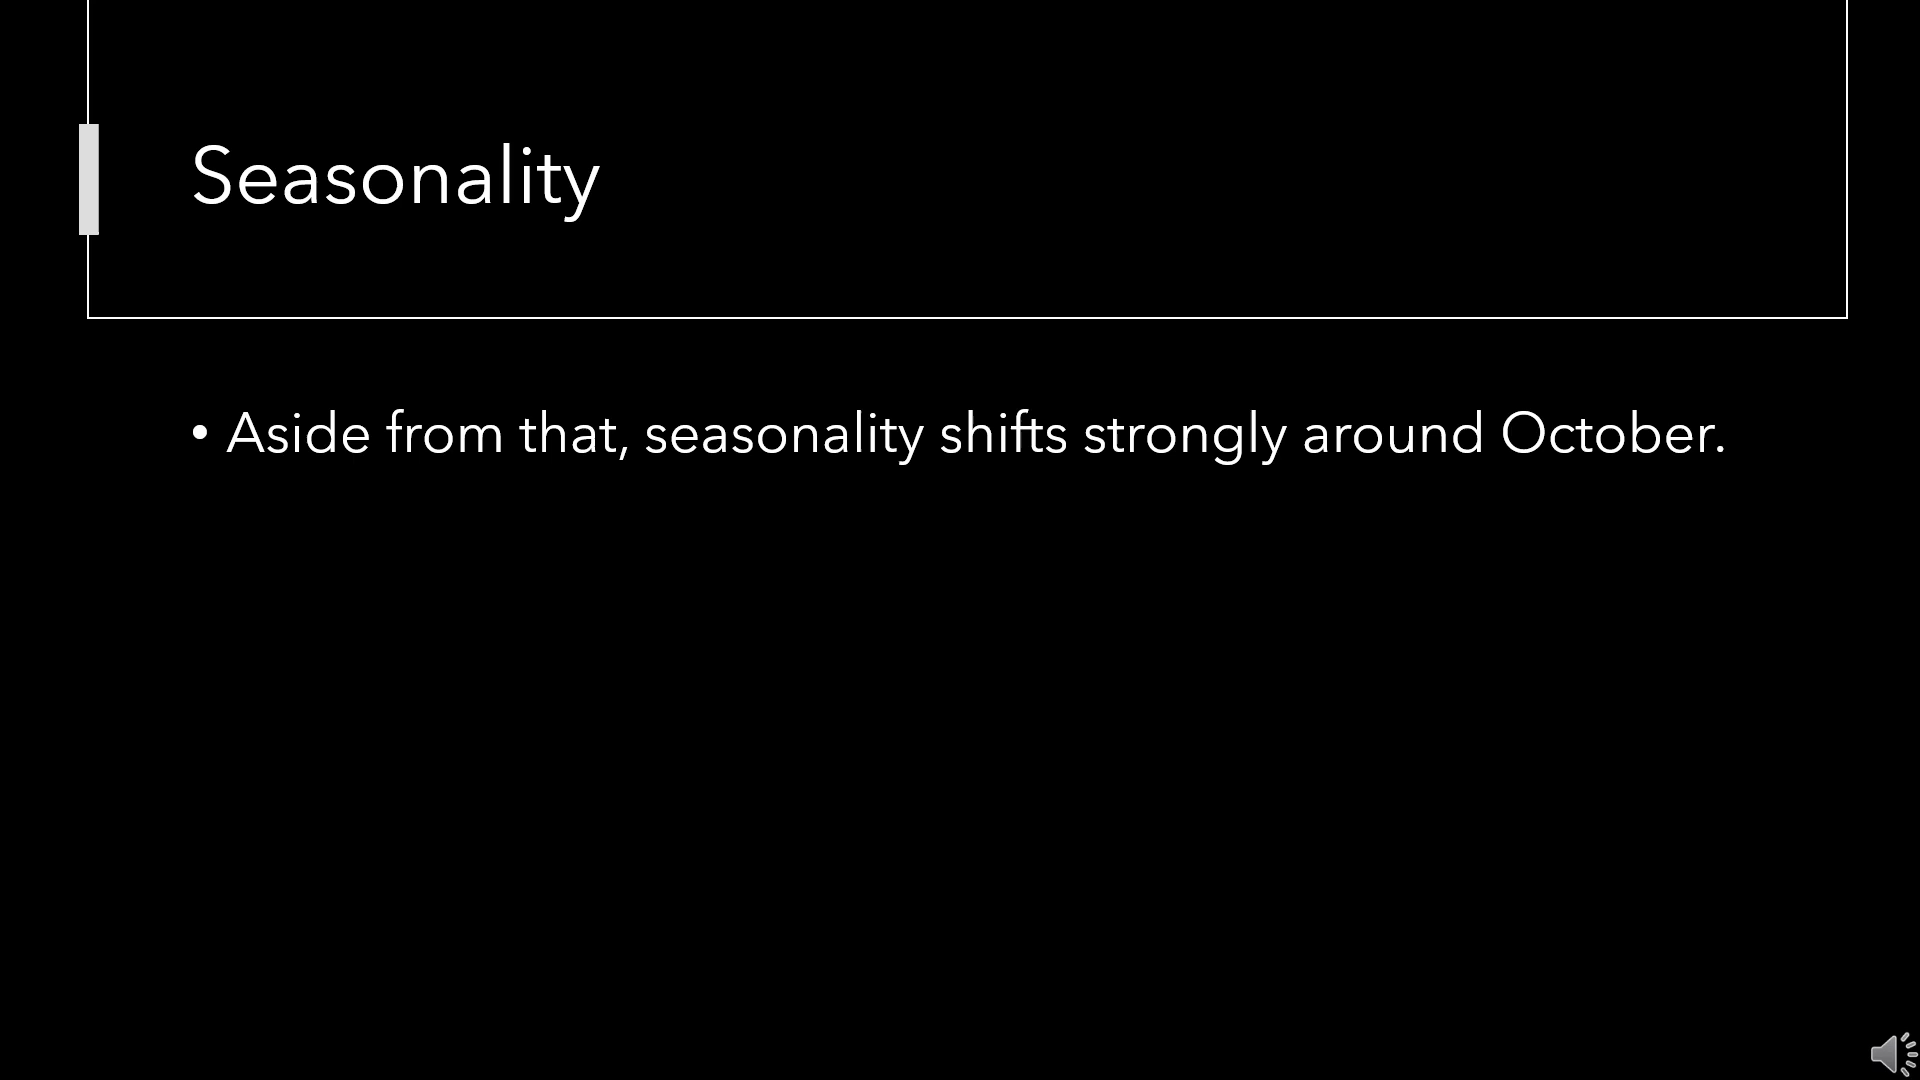 Seasonality
• Aside from that, seasonality shifts strongly around October.